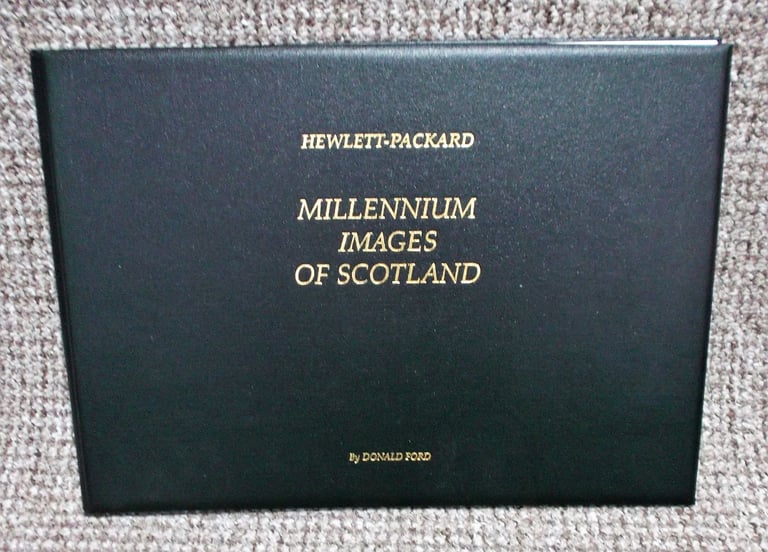 HEWLETT-PACKARD
MILLENNIUM
IMAGES
OF SCOTLAND
By DONALD FORD